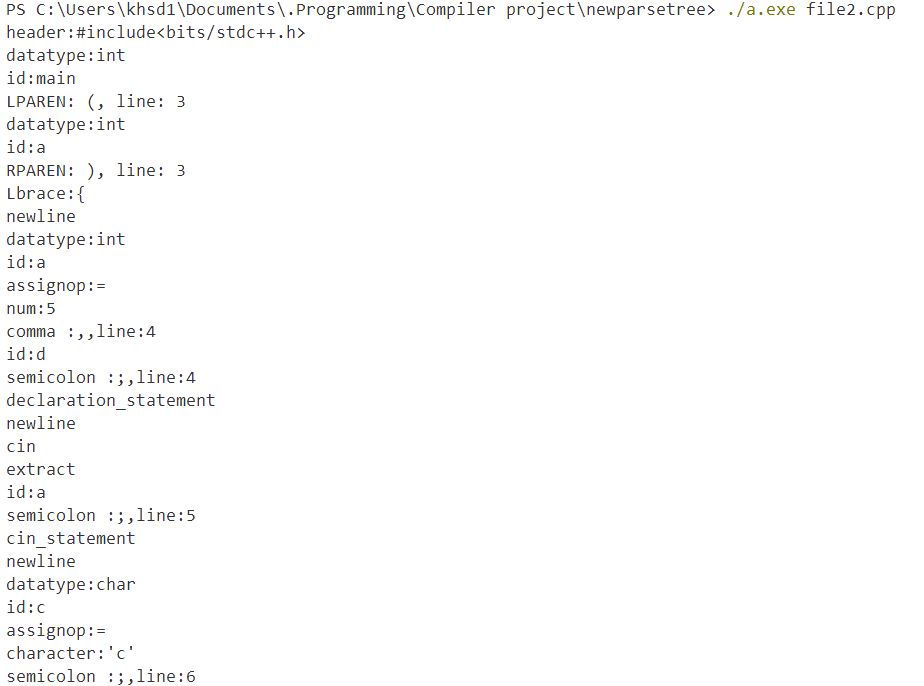 PS C:\Users\khsd1\Documents\.Programming\Compiler project\newparsetree> ./a.exe file2.cpp
header:#include<bits/stdc++.h>
datatype:int
id:main
LPAREN: (, line: 3
datatype:int
id:a
RPAREN: ), line: 3
Lbrace:{
newline
datatype:int
id:a
assignop:=
num:5
comma :,,line:4
id:d
semicolon :;,line:4
declaration_statement
newline
cin
extract
id:a
semicolon :;,line:5
cin_statement
newline
datatype:char
id:c
assignop:=
character:'c'
semicolon :;,line:6